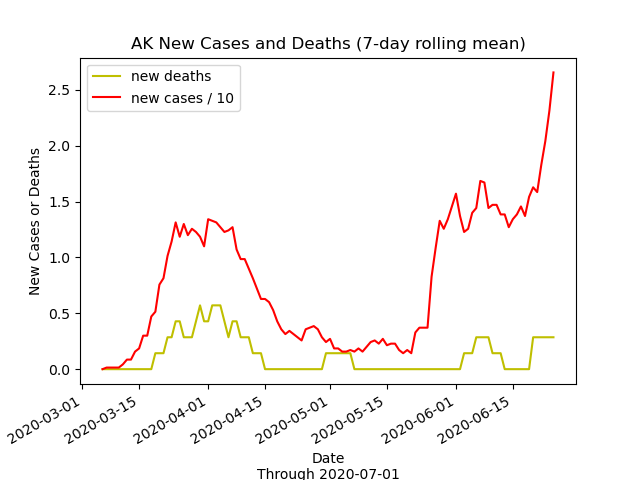 AK New Cases and Deaths (7-day rolling mean)
new deaths
new cases / 10
New Cases or Deaths
2.5
2.0
1.5
1.0
0.5
0.0
2020-03-01
2020-03-15
2020-04-01
2020-04-15
2020-05-01
2020-05-15
2020-06-01
2020-06-15
Date
Through 2020-07-01